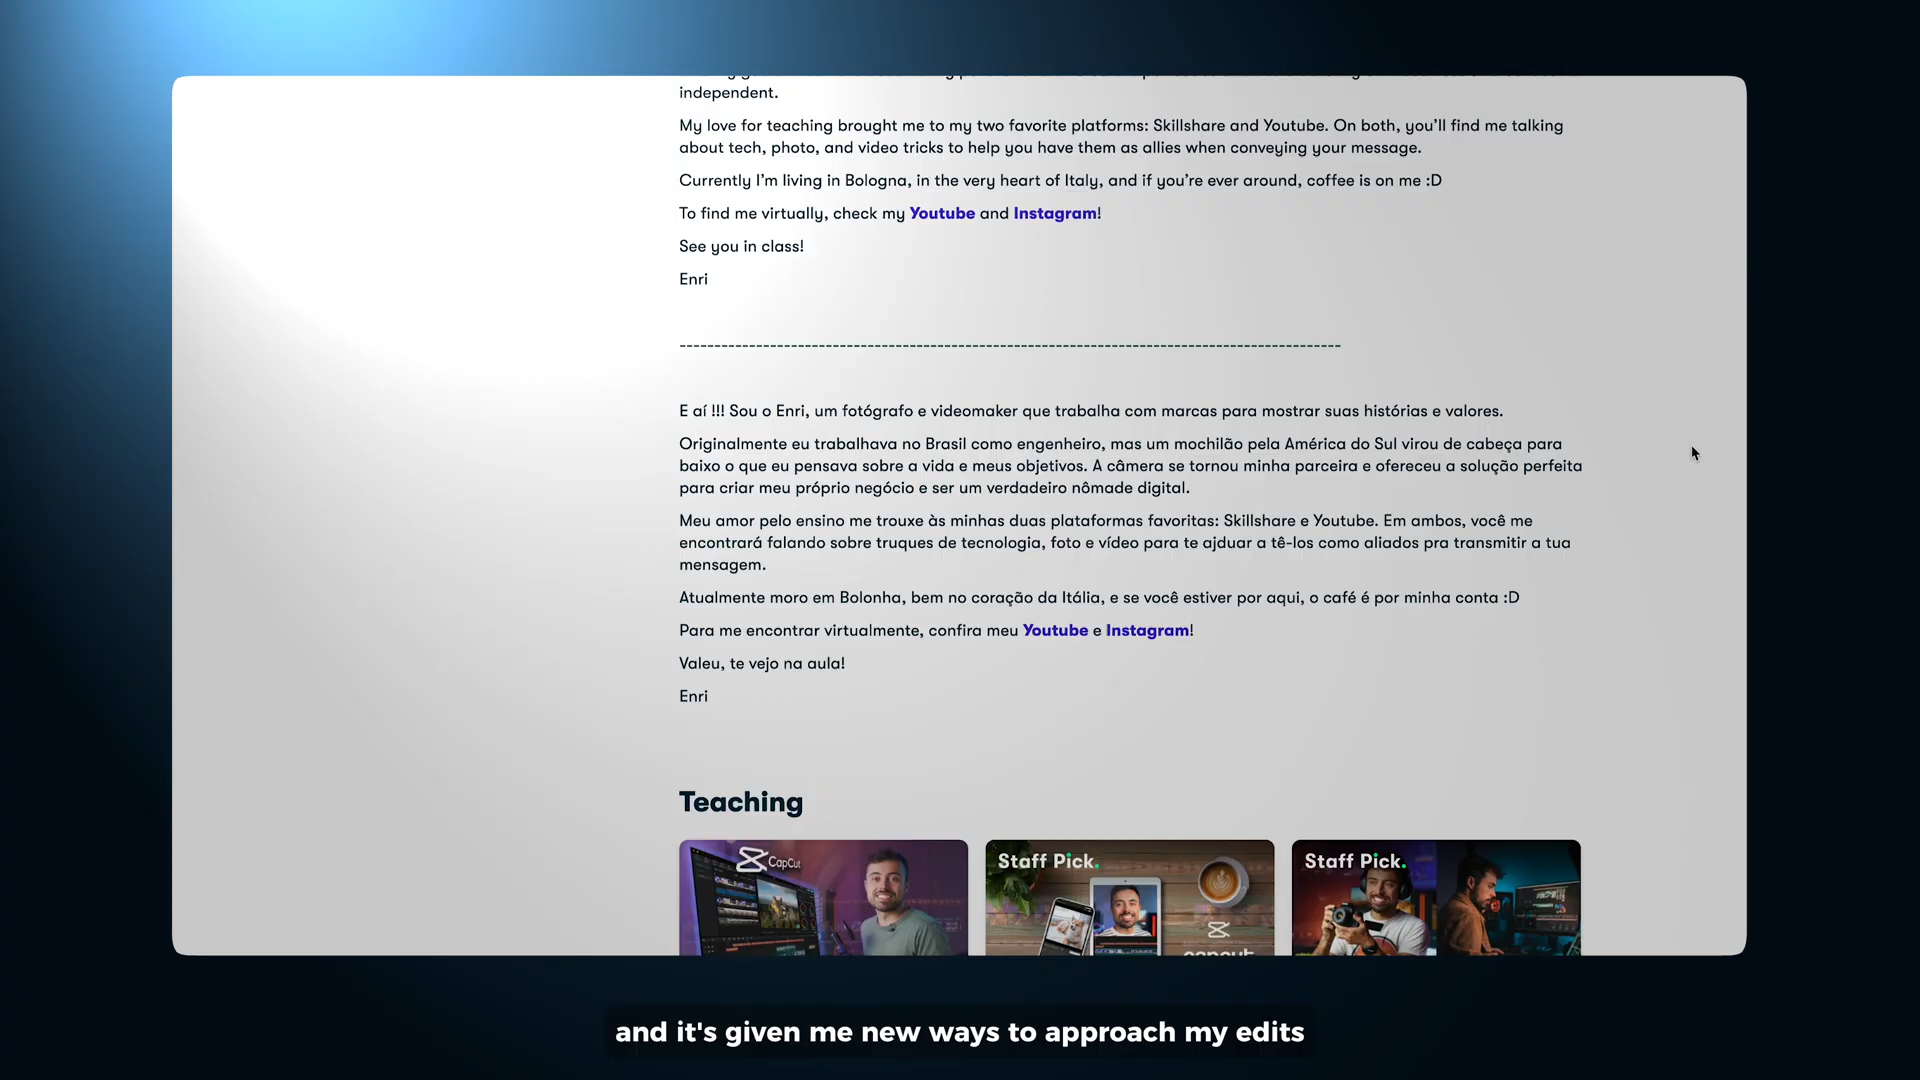 independent.
My love for teaching brought me to my two favorite platforms: Skillshare and Youtube. On both, you'll find me talking
about tech, photo, and video tricks to help you have them as allies when conveying your message.
Currently I'm living in Bologna, in the very heart of Italy, and if you're ever around, coffee is on me :D
To find me virtually, check my Youtube and Instagram!
See you in class!
Enri
-----------------------------------------------------------------------------------------------
E aí !!! Sou o Enri, um fotógrafo e videomaker que trabalha com marcas para mostrar suas histórias e valores.
Originalmente eu trabalhava no Brasil como engenheiro, mas um mochilão pela América do Sul virou de cabeça para
baixo o que eu pensava sobre a vida e meus objetivos. A câmera se tornou minha parceira e ofereceu a solução perfeita
para criar meu próprio negócio e ser um verdadeiro nômade digital.
Meu amor pelo ensino me trouxe às minhas duas plataformas favoritas: Skillshare e Youtube. Em ambos, você me
encontrará falando sobre truques de tecnologia, foto e vídeo para te ajduar a tê-los como aliados pra transmitir a tua
mensagem.
Atualmente moro em Bolonha, bem no coração da Itália, e se você estiver por aqui, o café é por minha conta :D
Para me encontrar virtualmente, confira meu Youtube e Instagram!
Valeu, te vejo na aula!
Enri
Teaching
CapCut
Staff Pick.
Staff Pick.
capcut
and it's given me new ways to approach my edits